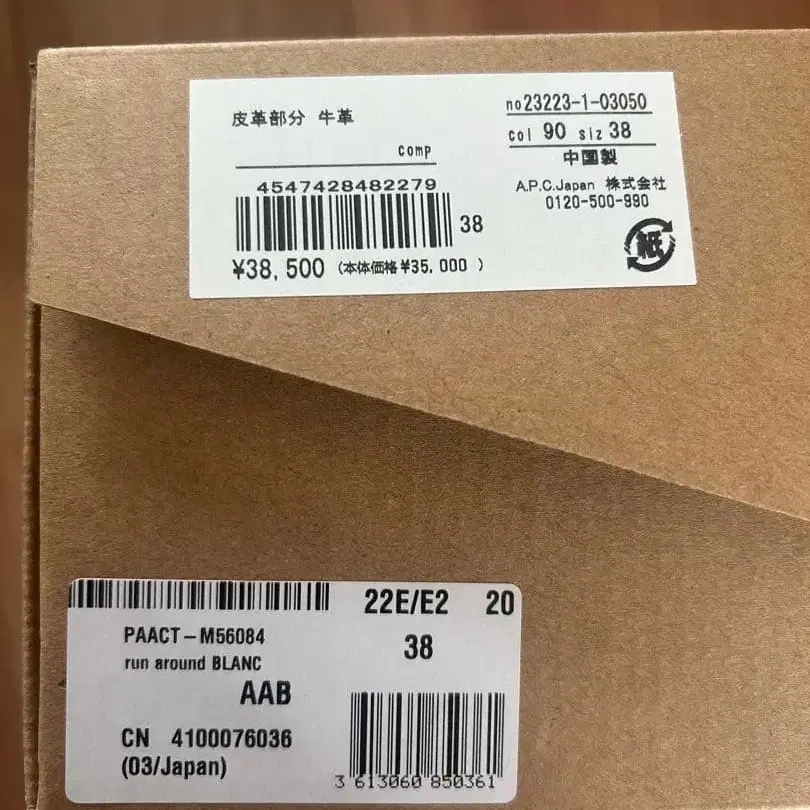 皮革部分 牛革
comp
4547428482279
38
¥38,500 (本体価格¥35,000 )
no23223-1-03050
col 90 siz 38
中国製
A.P.C.Japan 株式会社
0120-500-990
紙
22E/E2 20
PAACT-M56084
38
run around BLANC
AAB
CN 4100076036
(03/Japan)
3 613060 850361